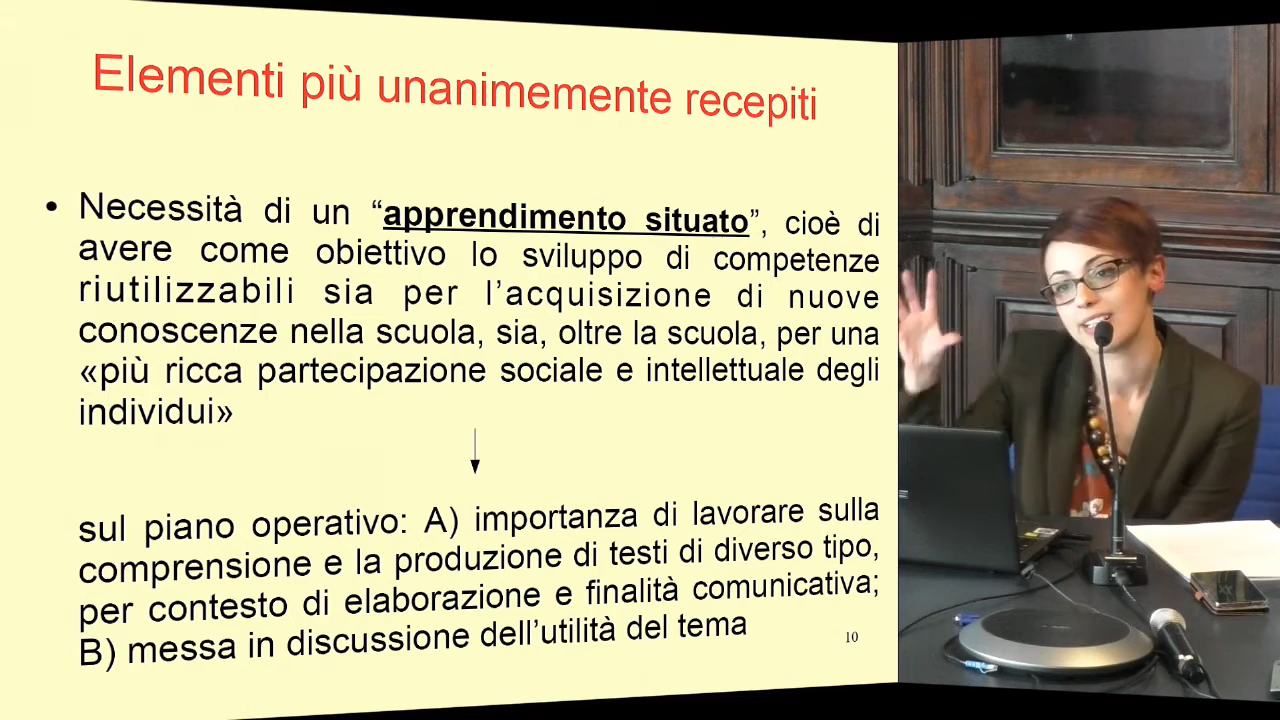 Elementi più unanimemente recepiti
• Necessità di un “apprendimento situato”, cioè di
avere come obiettivo lo sviluppo di competenze
riutilizzabili sia per l’acquisizione di nuove
conoscenze nella scuola, sia, oltre la scuola, per una
«più ricca partecipazione sociale e intellettuale degli
individui»
sul piano operativo: A) importanza di lavorare sulla
comprensione e la produzione di testi di diverso tipo,
per contesto di elaborazione e finalità comunicativa;
B) messa in discussione dell’utilità del tema
10